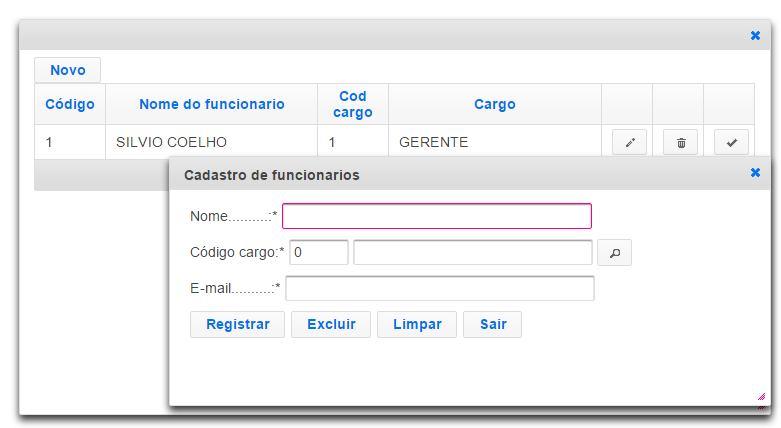 Novo
Código Nome do funcionario Cod cargo Cargo
1 SILVIO COELHO 1 GERENTE
Cadastro de funcionarios
Nome..........:*
Código cargo:* 0
E-mail..........:*
Registrar Excluir Limpar Sair